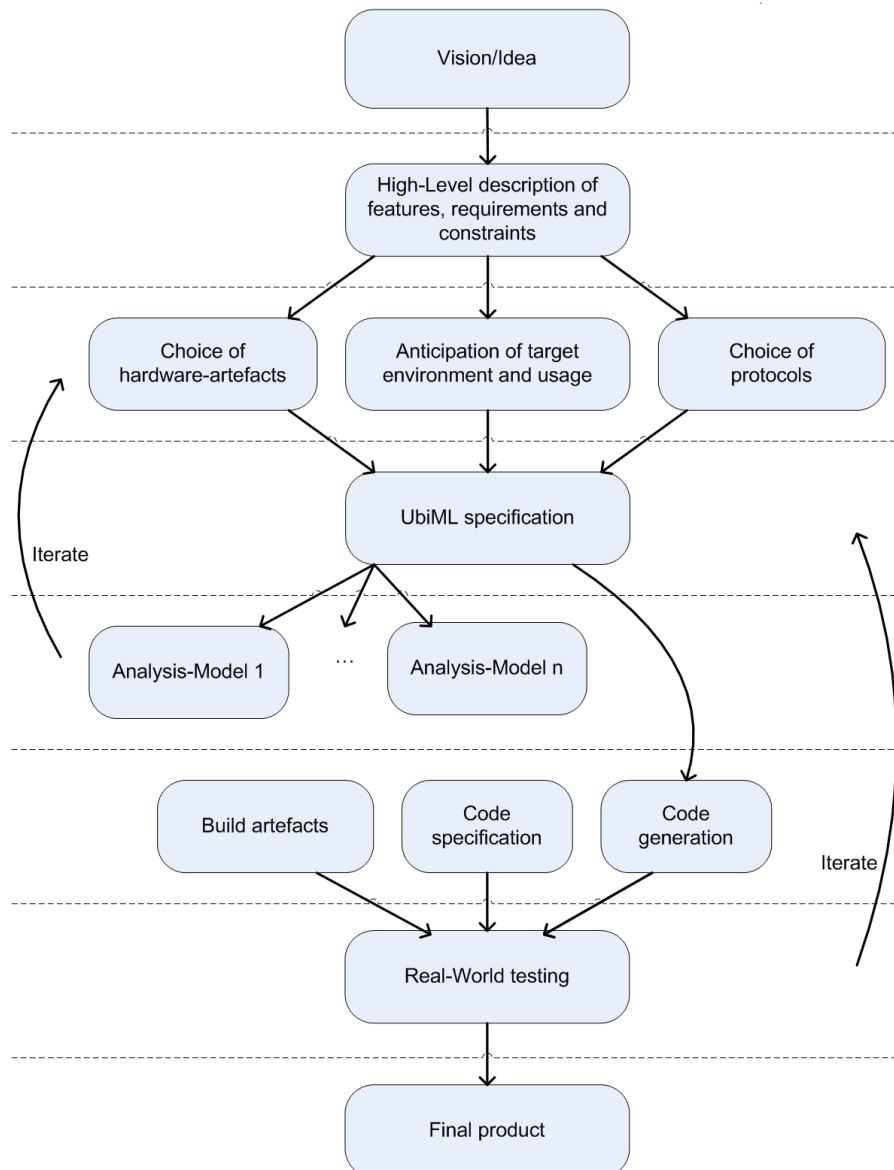 Vision/Idea
High-Level description of
features, requirements and
constraints
Choice of
hardware-artefacts
Anticipation of target
environment and usage
Choice of
protocols
UbiML specification
Iterate
Analysis-Model 1
...
Analysis-Model n
Build artefacts
Code
specification
Code
generation
Iterate
Real-World testing
Final product